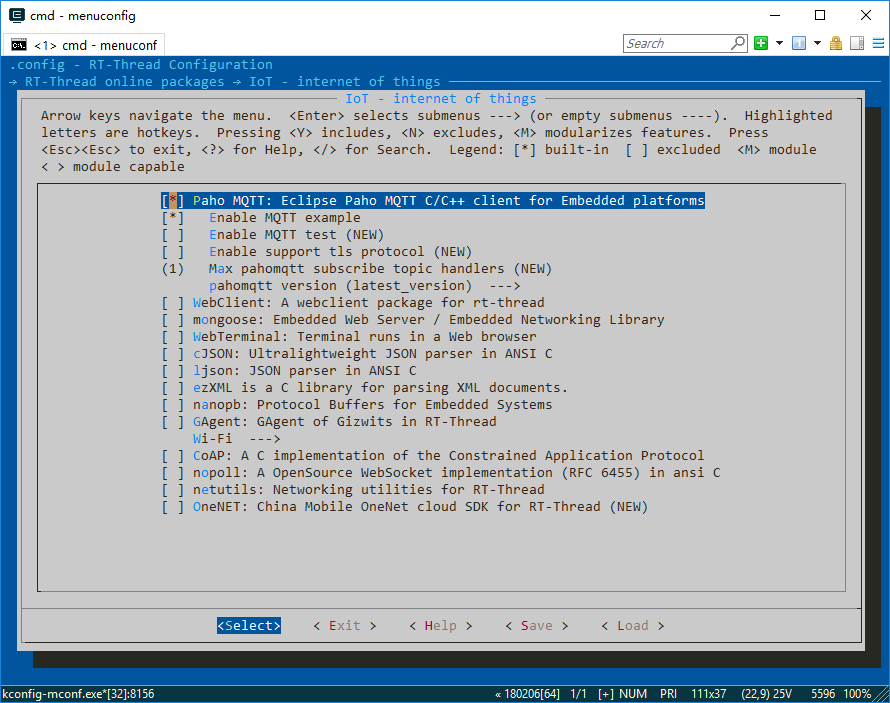 cmd - menuconfig
<1> cmd - menuconf
Search
.config - RT-Thread Configuration
→ RT-Thread online packages → IoT - internet of things
IoT - internet of things
Arrow keys navigate the menu.  <Enter> selects submenus ---> (or empty submenus ----).  Highlighted
letters are hotkeys.  Pressing <Y> includes, <N> excludes, <M> modularizes features.  Press
<Esc><Esc> to exit, <?> for Help, </> for Search.  Legend: [*] built-in  [ ] excluded  <M> module
< > module capable
[*] Paho MQTT: Eclipse Paho MQTT C/C++ client for Embedded platforms
[*]   Enable MQTT example
[ ]   Enable MQTT test (NEW)
[ ]   Enable support tls protocol (NEW)
(1)   Max pahomqtt subscribe topic handlers (NEW)
pahomqtt version (latest_version)  --->
[ ] WebClient: A webclient package for rt-thread
[ ] mongoose: Embedded Web Server / Embedded Networking Library
[ ] WebTerminal: Terminal runs in a Web browser
[ ] cJSON: Ultralightweight JSON parser in ANSI C
[ ] ljson: JSON parser in ANSI C
[ ] ezXML is a C library for parsing XML documents.
[ ] nanopb: Protocol Buffers for Embedded Systems
[ ] GAgent: GAgent of Gizwits in RT-Thread
Wi-Fi  --->
[ ] CoAP: A C implementation of the Constrained Application Protocol
[ ] nopoll: A OpenSource WebSocket implementation (RFC 6455) in ansi C
[ ] netutils: Networking utilities for RT-Thread
[ ] OneNET: China Mobile OneNet cloud SDK for RT-Thread (NEW)
<Select>    < Exit >    < Help >    < Save >    < Load >
kconfig-mconf.exe*[32]:8156    « 180206[64]  1/1  [+] NUM  PRI  111x37  (22,9) 25V  5596  100%